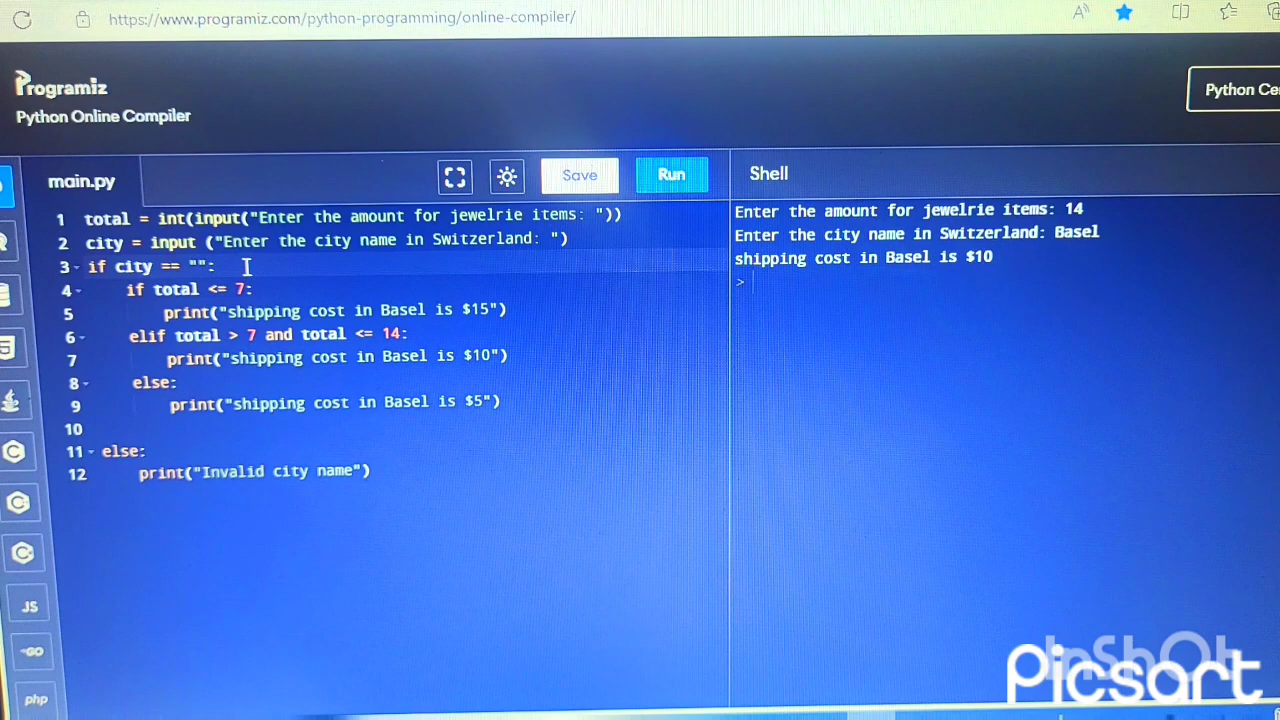 https://www.programiz.com/python-programming/online-compiler/
Programiz
Python Online Compiler
Python
main.py
Save
Run
Shell
1 total = int(input("Enter the amount for jewelrie items: "))
2 city = input ("Enter the city name in Switzerland: ")
3 if city == "":
4 if total <= 7:
5 print("shipping cost in Basel is $15")
6 elif total > 7 and total <= 14:
7 print("shipping cost in Basel is $10")
8 else:
9 print("shipping cost in Basel is $5")
10
11 else:
12 print("Invalid city name")
Enter the amount for jewelrie items: 14
Enter the city name in Switzerland: Basel
shipping cost in Basel is $10
>
JS
GO
php
InShOt
Picsart